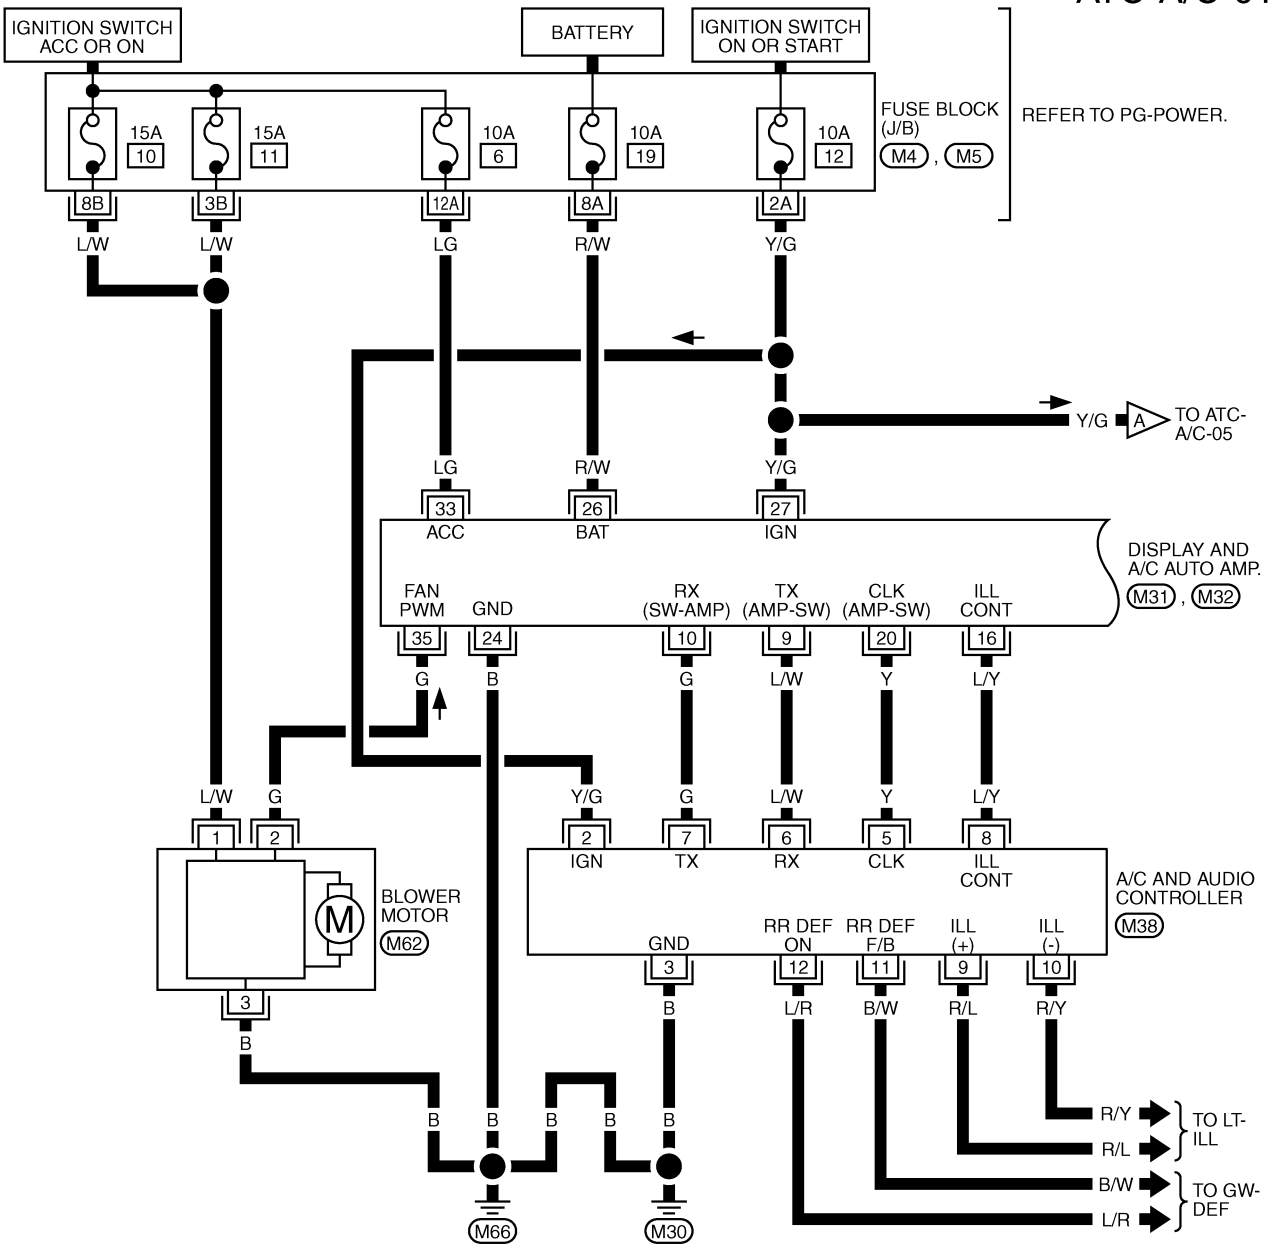 IGNITION SWITCH
ACC OR ON
BATTERY
IGNITION SWITCH
ON OR START
15A
10
15A
11
10A
6
10A
19
10A
12
FUSE BLOCK
(J/B)
M4 , M5
REFER TO PG-POWER.
8B 3B 12A 8A 2A
L/W L/W LG R/W Y/G
Y/G A TO ATC-
A/C-05
LG R/W Y/G
33 26 27
ACC BAT IGN
DISPLAY AND
A/C AUTO AMP.
M31 , M32
FAN
PWM
GND
RX
(SW-AMP)
TX
(AMP-SW)
CLK
(AMP-SW)
ILL
CONT
35 24 10 9 20 16
G B G L/W Y L/Y
L/W G Y/G G L/W Y L/Y
1 2 2 7 6 5 8
IGN TX RX CLK ILL
CONT
M
BLOWER
MOTOR
M62
A/C AND AUDIO
CONTROLLER
M38
GND
RR DEF
ON
RR DEF
F/B
ILL
(+)
ILL
(-)
3 3 12 11 9 10
B B L/R B/W R/L R/Y
B B B B B
R/Y
R/L
TO LT-
ILL
B/W
L/R
TO GW-
DEF
M66 M30